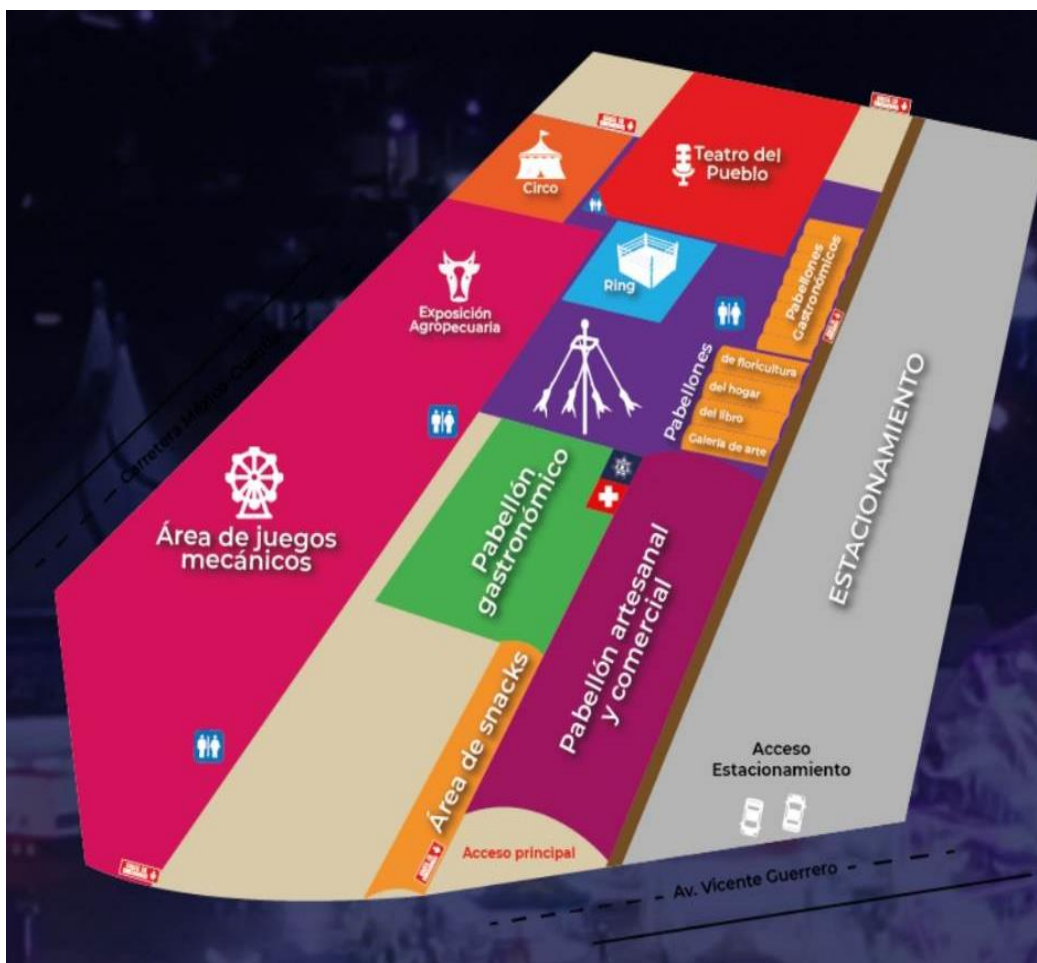 Teatro del
Pueblo
Circo
Ring
Exposición
Agropecuaria
Pabellones
Gastronómicos
Pabellones
de floricultura
del hogar
del libro
Galería de arte
ESTACIONAMIENTO
Área de juegos
mecánicos
Pabellón
gastronómico
Pabellón artesanal
y comercial
Área de snacks
Acceso
Estacionamiento
Acceso principal
Av. Vicente Guerrero